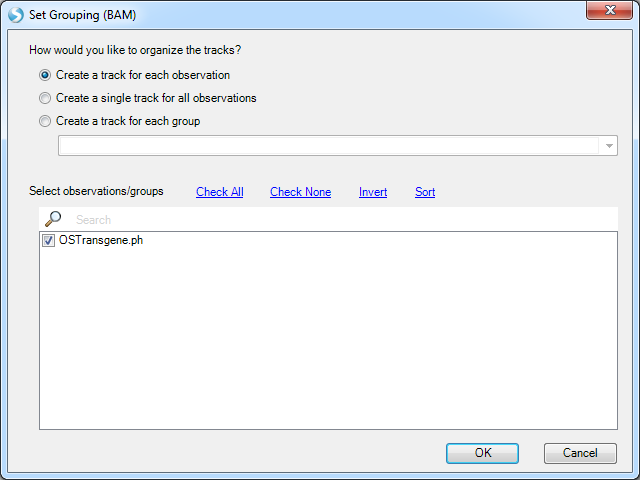 Set Grouping (BAM)
How would you like to organize the tracks?
Create a track for each observation
Create a single track for all observations
Create a track for each group
Select observations/groups Check All Check None Invert Sort
Search
OSTransgene.ph
OK Cancel